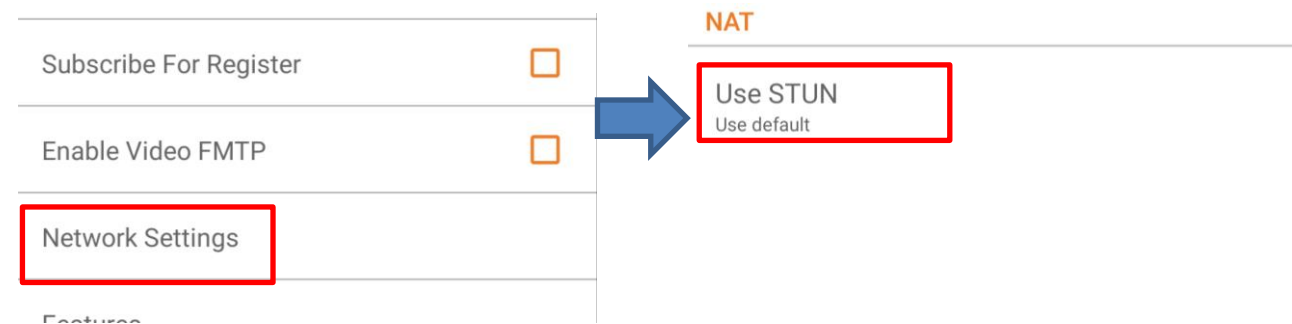 Subscribe For Register
Enable Video FMTP
Network Settings
NAT
Use STUN
Use default